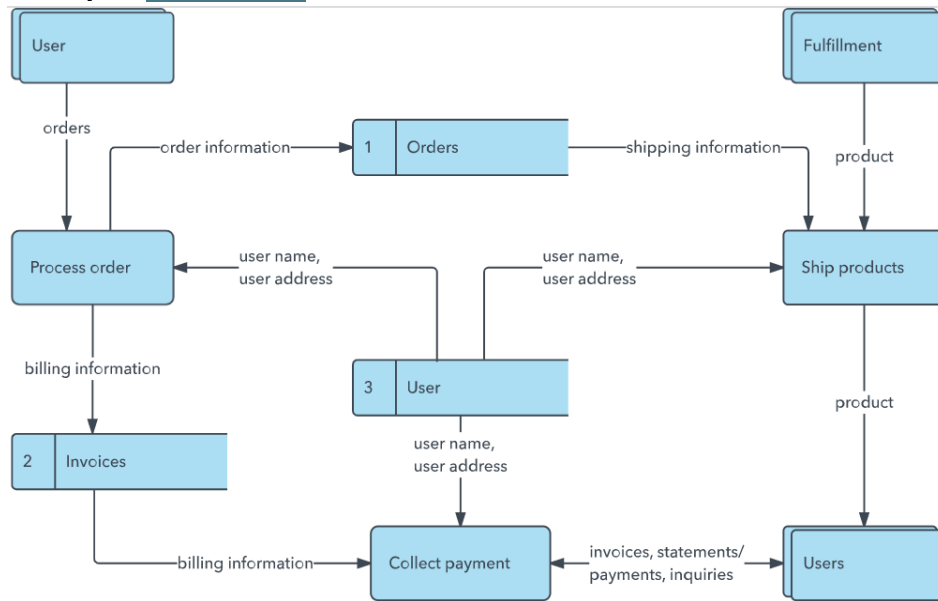 User
Fulfillment
orders
order information
1 Orders
shipping information
product
Process order
user name,
user address
user name,
user address
Ship products
billing information
3 User
product
2 Invoices
user name,
user address
billing information
Collect payment
invoices, statements/
payments, inquiries
Users